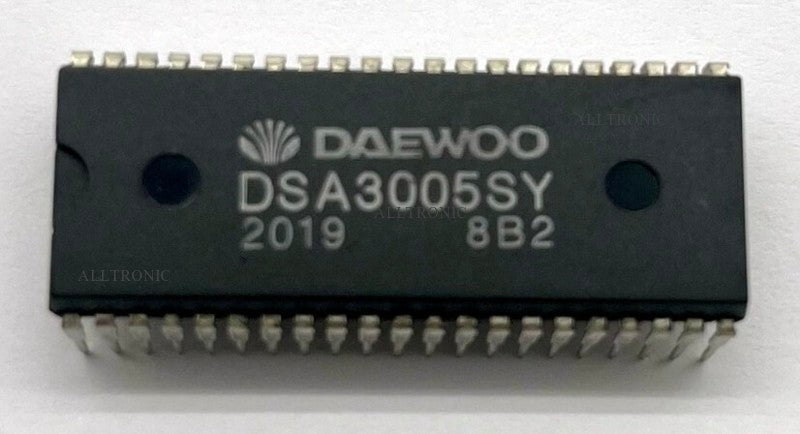 ALLTRONIC
DAEWOO
DSA3005SY
ALLTRONIC
2019 8B2
ALLTRONIC